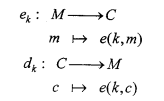 e_k : M ⟶ C
m ↦ e(k,m)
d_k : C ⟶ M
c ↦ e(k,c)